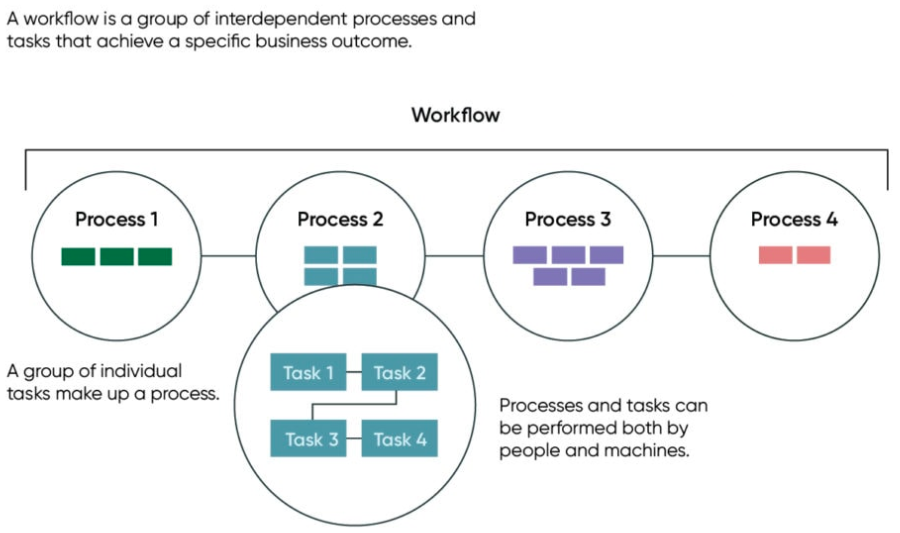 A workflow is a group of interdependent processes and
tasks that achieve a specific business outcome.
Workflow
Process 1
Process 2
Process 3
Process 4
A group of individual
tasks make up a process.
Task 1
Task 2
Task 3
Task 4
Processes and tasks can
be performed both by
people and machines.